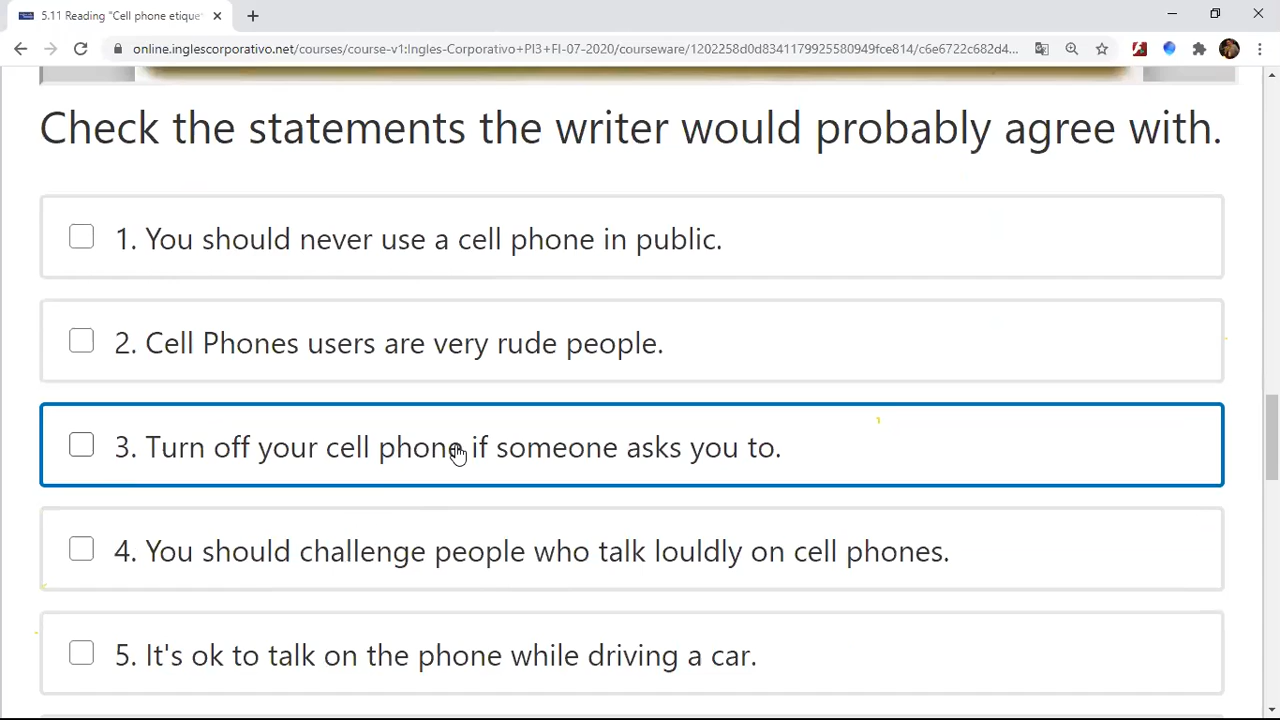 5.11 Reading "Cell phone etique
online.inglescorporativo.net/courses/course-v1:Ingles-Corporativo+PI3+FI-07-2020/courseware/1202258d1d8341179925580949fce814/c6e6722c682d4...
Check the statements the writer would probably agree with.
1. You should never use a cell phone in public.
2. Cell Phones users are very rude people.
3. Turn off your cell phone if someone asks you to.
4. You should challenge people who talk louldly on cell phones.
5. It's ok to talk on the phone while driving a car.